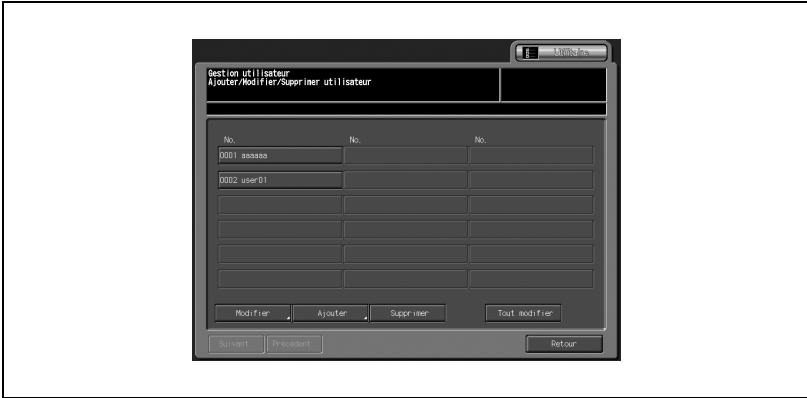 Utilitaire
Gestion utilisateur
Ajouter/Modifier/Supprimer utilisateur
No. No. No.
0001 aaaaaa
0002 user01
Modifier Ajouter Supprimer Tout modifier
Suivant Précédent Retour